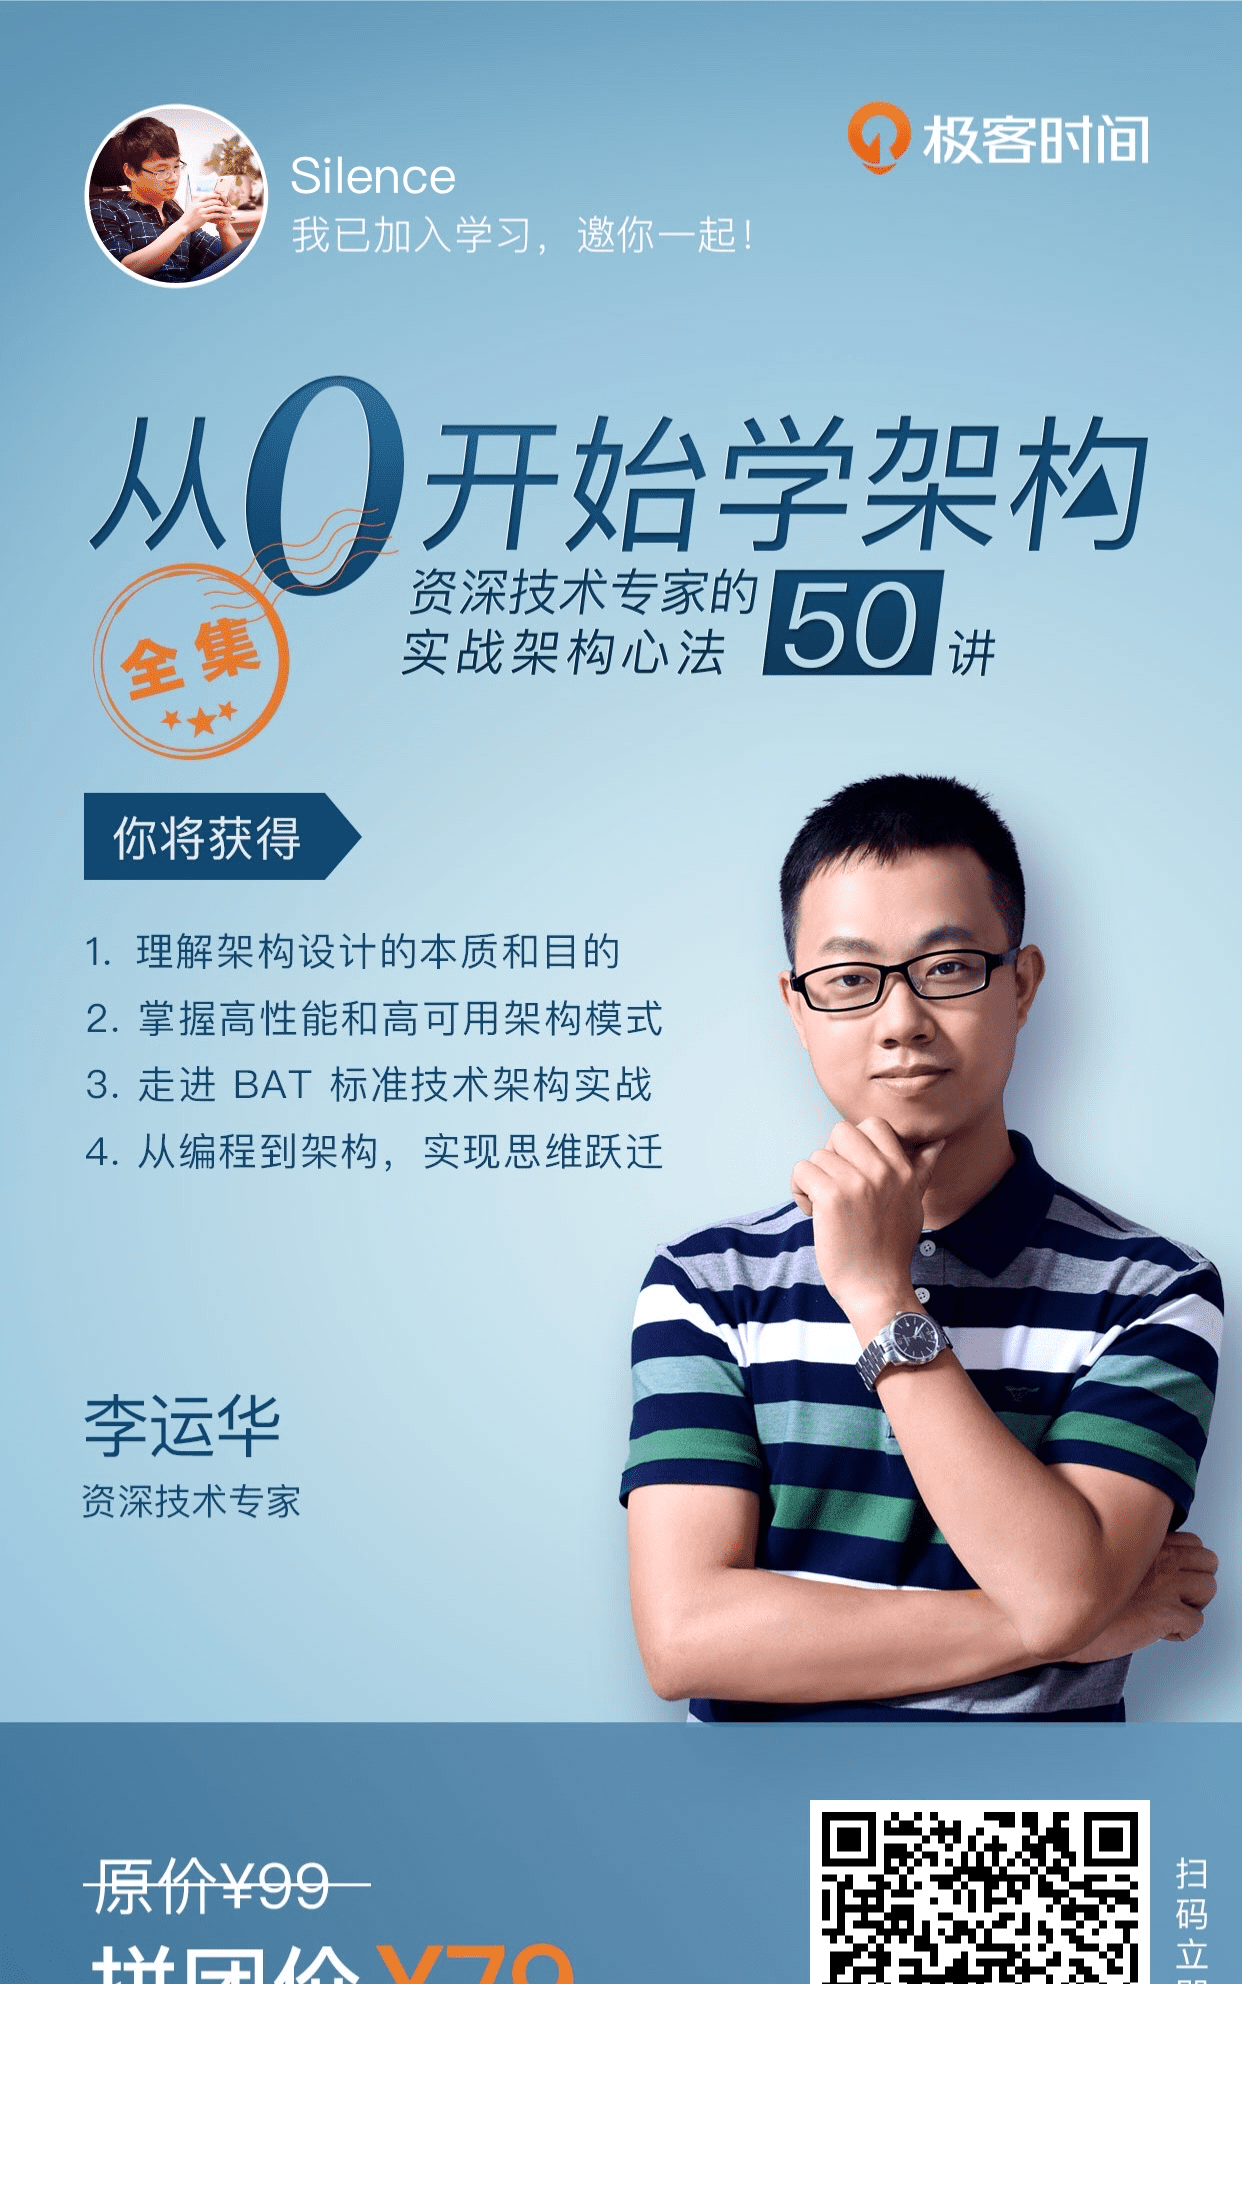 极客时间
Silence
我已加入学习，邀你一起！
从0开始学架构
资深技术专家的
实战架构心法 50 讲
全集
你将获得
1. 理解架构设计的本质和目的
2. 掌握高性能和高可用架构模式
3. 走进 BAT 标准技术架构实战
4. 从编程到架构，实现思维跃迁
李运华
资深技术专家
原价¥99
拼团价 ¥79
扫码立